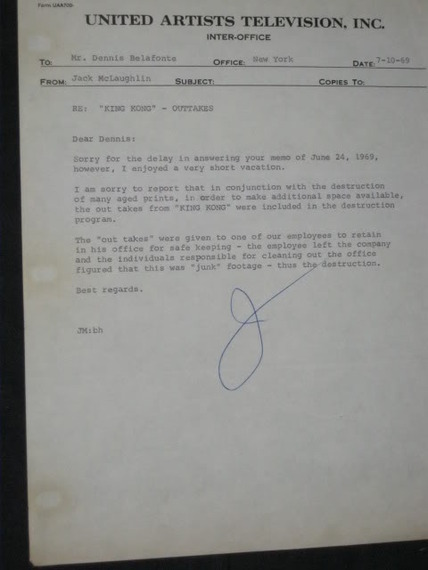 Form UAA706
UNITED ARTISTS TELEVISION, INC.
INTER-OFFICE
TO: Mr. Dennis Belafonte OFFICE: New York DATE: 7-10-69
FROM: Jack McLaughlin SUBJECT: COPIES TO:
RE: "KING KONG" - OUTTAKES
Dear Dennis:
Sorry for the delay in answering your memo of June 24, 1969,
however, I enjoyed a very short vacation.
I am sorry to report that in conjunction with the destruction
of many aged prints, in order to make additional space available,
the out takes from "KING KONG" were included in the destruction
program.
The "out takes" were given to one of our employees to retain
in his office for safe keeping - the employee left the company
and the individuals responsible for cleaning out the office
figured that this was "junk" footage - thus the destruction.
Best regards.
JM:bh